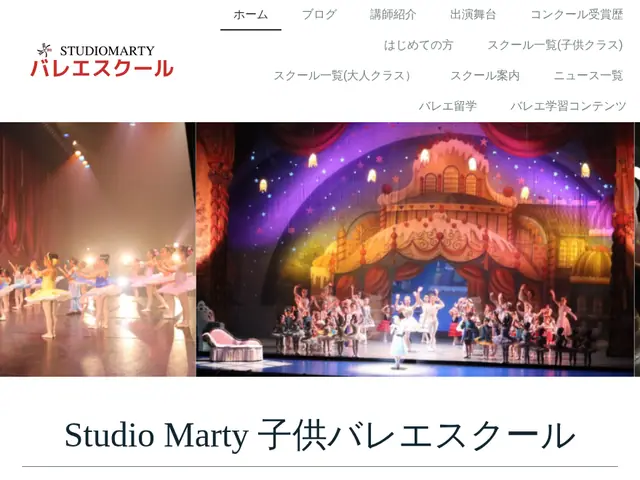 ホーム ブログ 講師紹介 出演舞台 コンクール受賞歴
はじめての方 スクール一覧(子供クラス)
スクール一覧(大人クラス） スクール案内 ニュース一覧
バレエ留学 バレエ学習コンテンツ
STUDIOMARTY
バレエスクール
Studio Marty 子供バレエスクール